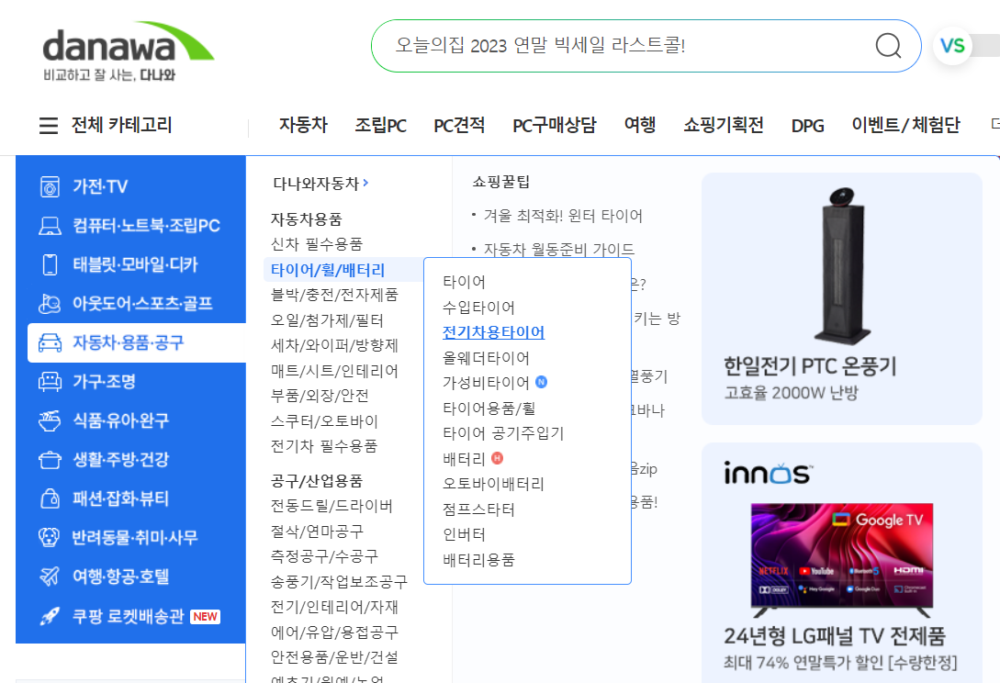 danawa
비교하고 잘 사는, 다나와
오늘의집 2023 연말 빅세일 라스트콜!
VS
전체 카테고리
자동차
조립PC
PC견적
PC구매상담
여행
쇼핑기획전
DPG
이벤트/체험단
가전·TV
컴퓨터·노트북·조립PC
태블릿·모바일·디카
아웃도어·스포츠·골프
자동차·용품·공구
가구·조명
식품·유아·완구
생활·주방·건강
패션·잡화·뷰티
반려동물·취미·사무
여행·항공·호텔
쿠팡 로켓배송관 NEW
다나와자동차 >
자동차용품
신차 필수용품
타이어/휠/배터리
블박/충전/전자제품
오일/첨가제/필터
세차/와이퍼/방향제
매트/시트/인테리어
부품/외장/안전
스쿠터/오토바이
전기차 필수용품
공구/산업용품
전동드릴/드라이버
절삭/연마공구
측정공구/수공구
송풍기/작업보조공구
전기/인테리어/자재
에어/유압/용접공구
안전용품/운반/건설
타이어
수입타이어
전기차용타이어
올웨더타이어
가성비타이어 N
타이어용품/휠
타이어 공기주입기
배터리 H
오토바이배터리
점프스타터
인버터
배터리용품
쇼핑꿀팁
• 겨울 최적화! 윈터 타이어
• 자동차 월동준비 가이드
은?
키는 방
열풍기
크바나
음zip
용품!
한일전기 PTC 온풍기
고효율 2000W 난방
innos
Google TV
NETFLIX
YouTube
Bluetooth 5
HDMI
DOLBY
Hey Google
Google Duo
Chromecast
built-in
24년형 LG패널 TV 전제품
최대 74% 연말특가 할인 [수량한정]